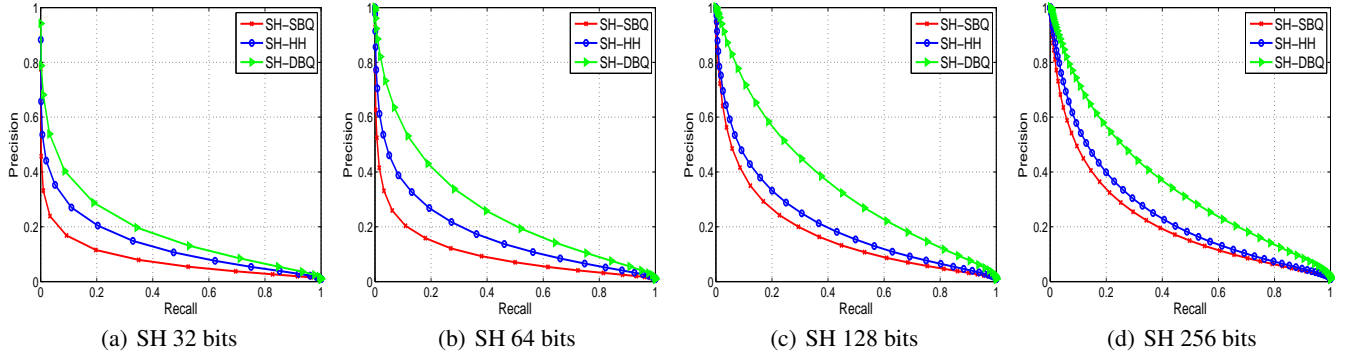 1
0.8
0.6
0.4
0.2
0
0 0.2 0.4 0.6 0.8 1
Precision
Recall
SH−SBQ
SH−HH
SH−DBQ
(a) SH 32 bits
1
0.8
0.6
0.4
0.2
0
0 0.2 0.4 0.6 0.8 1
Precision
Recall
SH−SBQ
SH−HH
SH−DBQ
(b) SH 64 bits
1
0.8
0.6
0.4
0.2
0
0 0.2 0.4 0.6 0.8 1
Precision
Recall
SH−SBQ
SH−HH
SH−DBQ
(c) SH 128 bits
1
0.8
0.6
0.4
0.2
0
0 0.2 0.4 0.6 0.8 1
Precision
Recall
SH−SBQ
SH−HH
SH−DBQ
(d) SH 256 bits